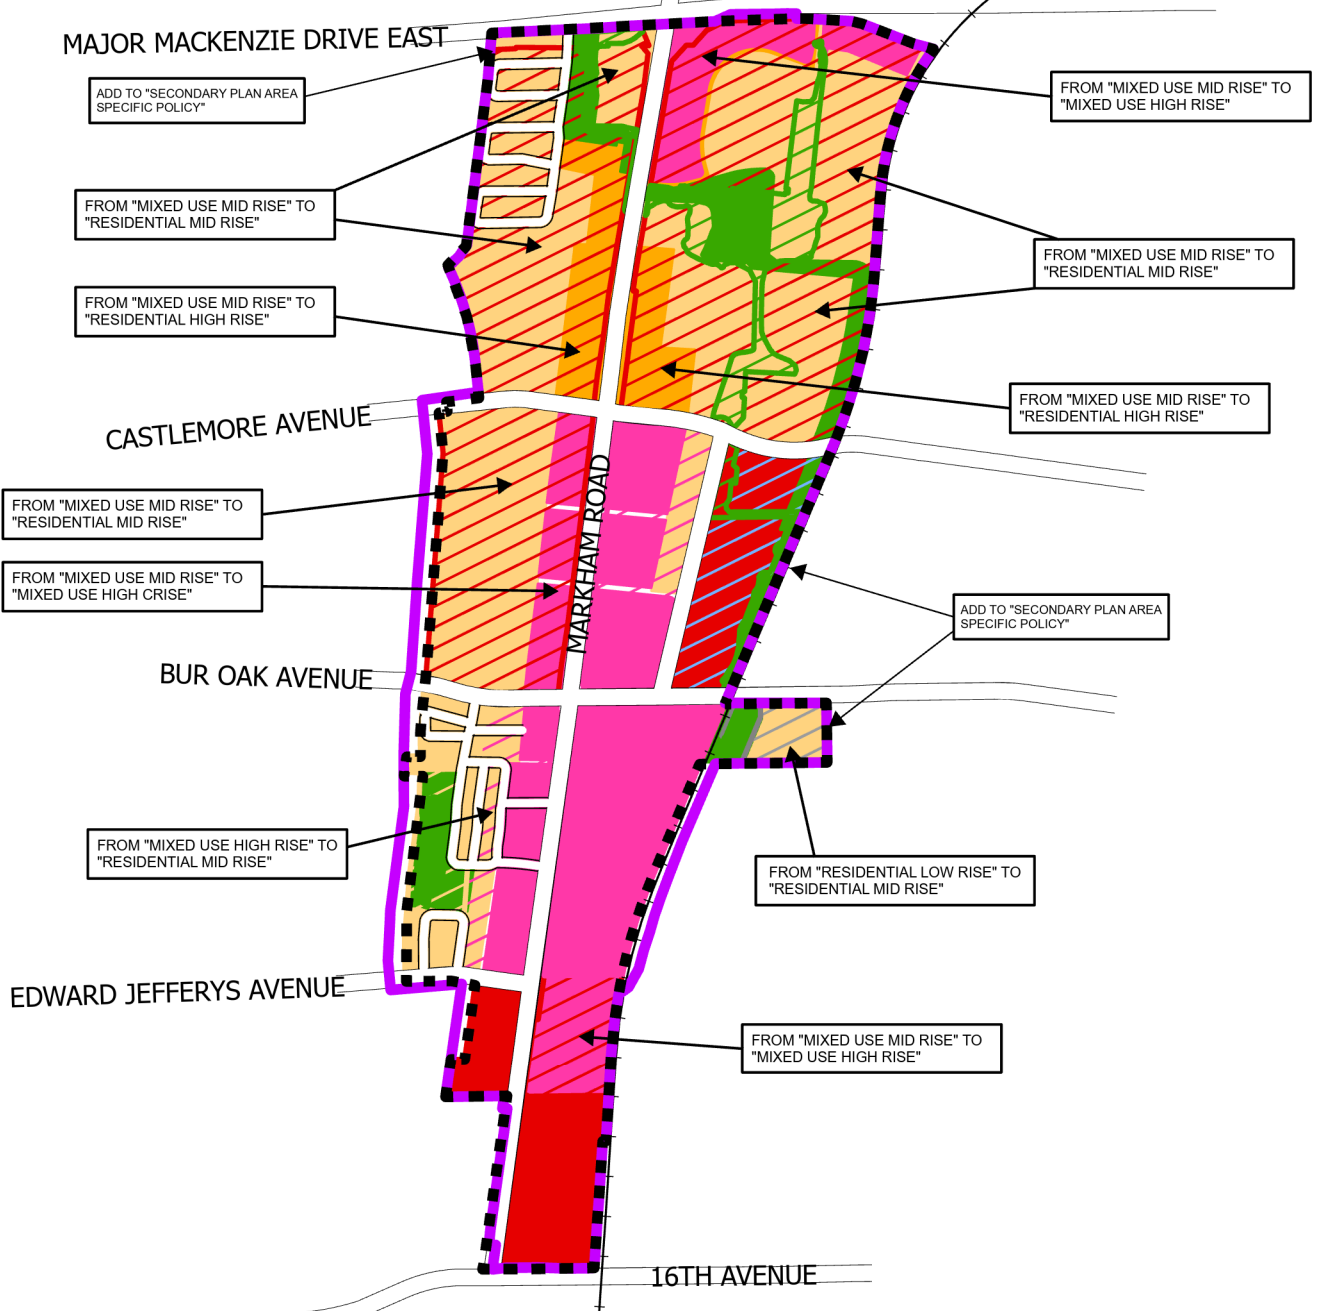 MAJOR MACKENZIE DRIVE EAST
ADD TO "SECONDARY PLAN AREA
SPECIFIC POLICY"
FROM "MIXED USE MID RISE" TO
"MIXED USE HIGH RISE"
FROM "MIXED USE MID RISE" TO
"RESIDENTIAL MID RISE"
FROM "MIXED USE MID RISE" TO
"RESIDENTIAL MID RISE"
FROM "MIXED USE MID RISE" TO
"RESIDENTIAL HIGH RISE"
FROM "MIXED USE MID RISE" TO
"RESIDENTIAL HIGH RISE"
CASTLEMORE AVENUE
FROM "MIXED USE MID RISE" TO
"RESIDENTIAL MID RISE"
MARKHAM ROAD
FROM "MIXED USE MID RISE" TO
"MIXED USE HIGH CRISE"
ADD TO "SECONDARY PLAN AREA
SPECIFIC POLICY"
BUR OAK AVENUE
FROM "MIXED USE HIGH RISE" TO
"RESIDENTIAL MID RISE"
FROM "RESIDENTIAL LOW RISE" TO
"RESIDENTIAL MID RISE"
EDWARD JEFFERYS AVENUE
FROM "MIXED USE MID RISE" TO
"MIXED USE HIGH RISE"
16TH AVENUE